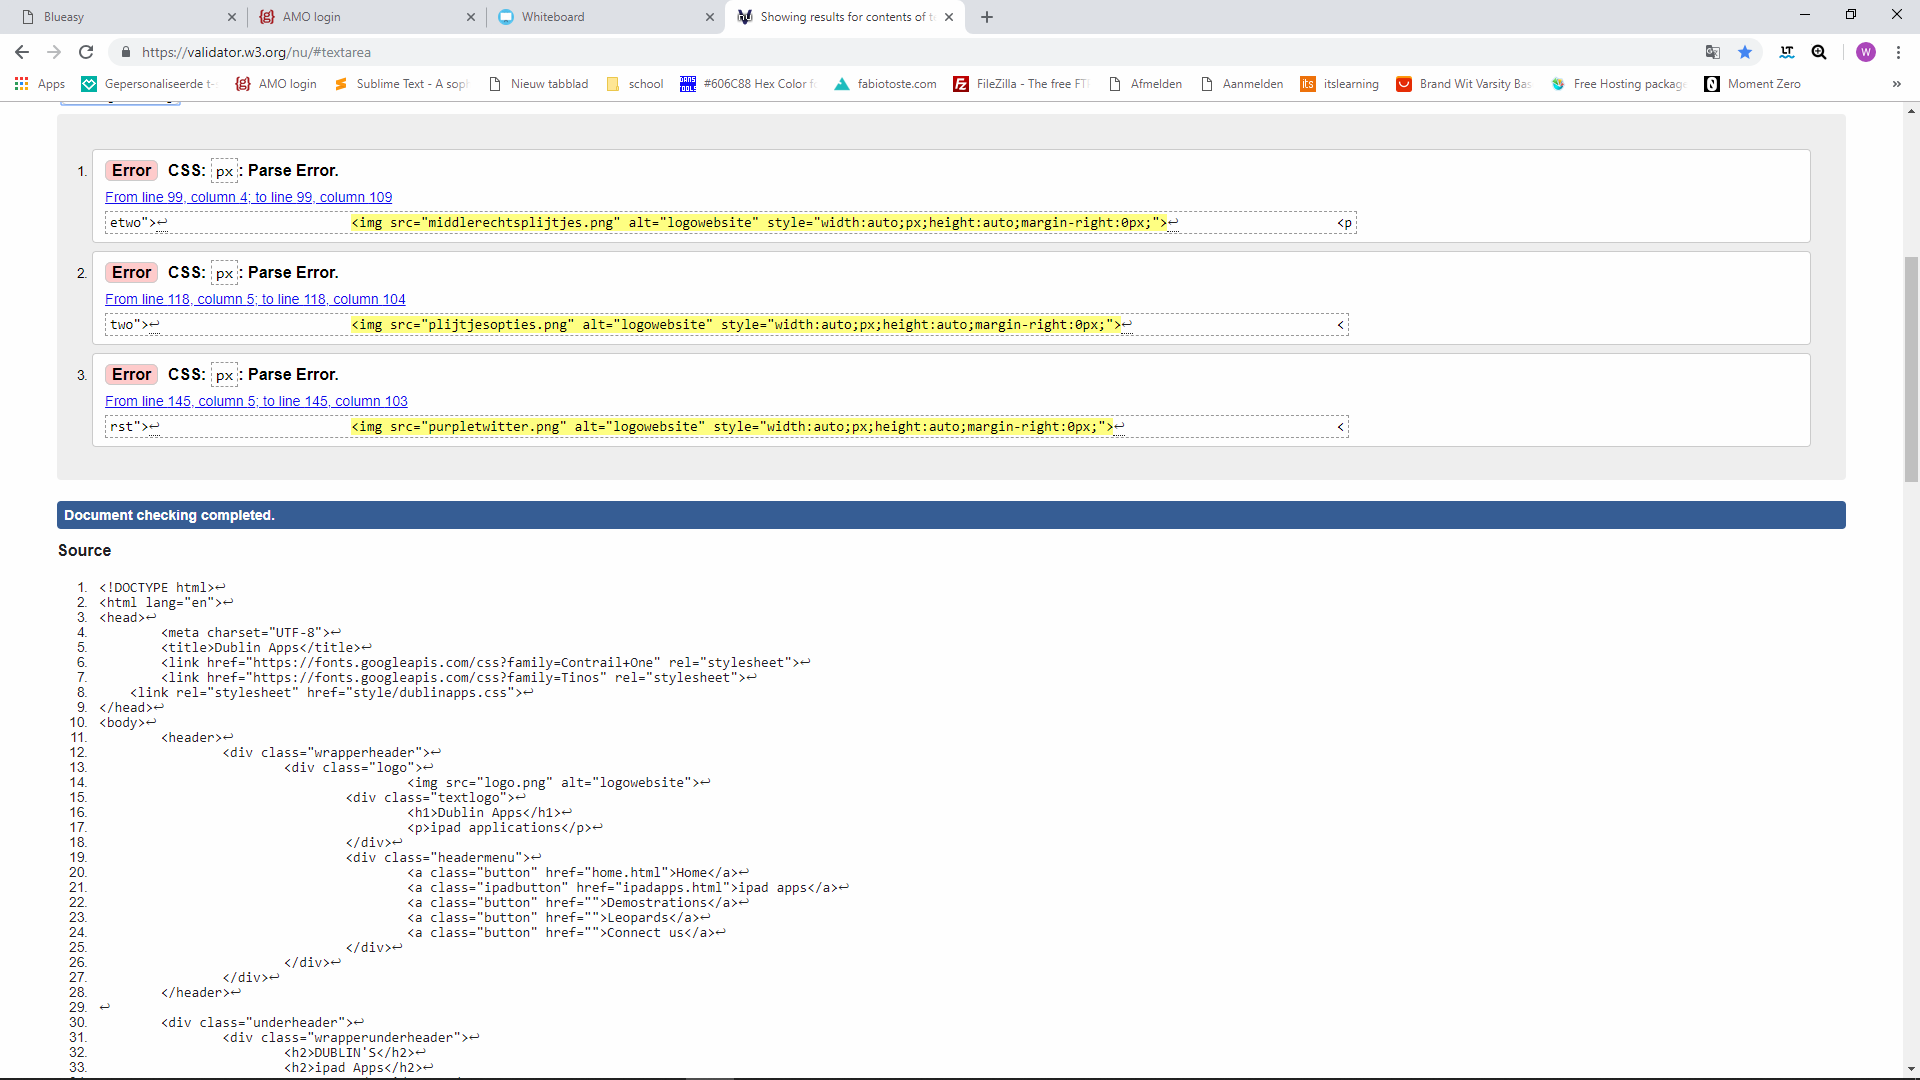 Blueasy
AMO login
Whiteboard
Showing results for contents of
https://validator.w3.org/nu/#textarea
W
Apps
Gepersonaliseerde t-
AMO login
Sublime Text - A
Nieuw tabblad
school
#606C88 Hex Color
fabiotoste.com
FileZilla - The free
Afmelden
Aanmelden
itslearning
Brand Wit Varsity
Free Hosting
Moment Zero
»
1. Error CSS: px: Parse Error.
From line 99, column 4; to line 99, column 109
etwo">↩ <img src="middlerechtsplijtjes.png" alt="logowebsite" style="width:auto;px;height:auto;margin-right:0px;">↩ <p
2. Error CSS: px: Parse Error.
From line 118, column 5; to line 118, column 104
two">↩ <img src="plijtjesopties.png" alt="logowebsite" style="width:auto;px;height:auto;margin-right:0px;">↩ <
3. Error CSS: px: Parse Error.
From line 145, column 5; to line 145, column 103
rst">↩ <img src="purpletwitter.png" alt="logowebsite" style="width:auto;px;height:auto;margin-right:0px;">↩ <
Document checking completed.
Source
1. <!DOCTYPE html>↩
2. <html lang="en">↩
3. <head>↩
4. <meta charset="UTF-8">↩
5. <title>Dublin Apps</title>↩
6. <link href="https://fonts.googleapis.com/css?family=Contrail+One" rel="stylesheet">↩
7. <link href="https://fonts.googleapis.com/css?family=Tinos" rel="stylesheet">↩
8. <link rel="stylesheet" href="style/dublinapps.css">↩
9. </head>↩
10. <body>↩
11. <header>↩
12. <div class="wrapperheader">↩
13. <div class="logo">↩
14. <img src="logo.png" alt="logowebsite">↩
15. <div class="textlogo">↩
16. <h1>Dublin Apps</h1>↩
17. <p>ipad applications</p>↩
18. </div>↩
19. <div class="headermenu">↩
20. <a class="button" href="home.html">Home</a>↩
21. <a class="ipadbutton" href="ipadapps.html">ipad apps</a>↩
22. <a class="button" href="">Demostrations</a>↩
23. <a class="button" href="">Leopards</a>↩
24. <a class="button" href="">Connect us</a>↩
25. </div>↩
26. </div>↩
27. </div>↩
28. </header>↩
29. ↩
30. <div class="underheader">↩
31. <div class="wrapperunderheader">↩
32. <h2>DUBLIN'S</h2>↩
33. <h2>ipad Apps</h2>↩